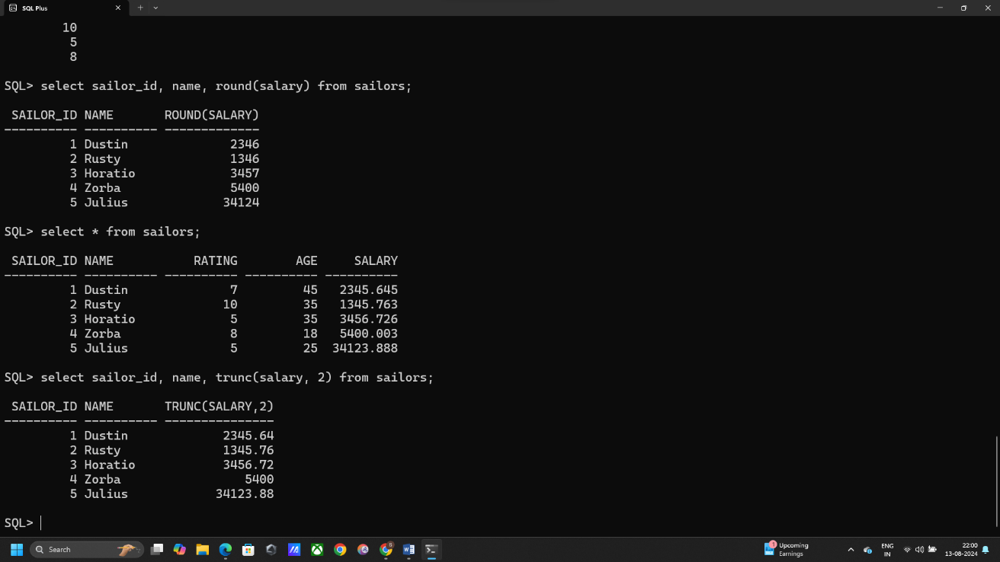 SQL Plus
10
5
8
SQL> select sailor_id, name, round(salary) from sailors;
SAILOR_ID NAME       ROUND(SALARY)
---------- ---------- -------------
1 Dustin              2346
2 Rusty               1346
3 Horatio             3457
4 Zorba               5400
5 Julius             34124
SQL> select * from sailors;
SAILOR_ID NAME           RATING        AGE     SALARY
---------- ---------- ---------- ---------- ----------
1 Dustin              7         45   2345.645
2 Rusty              10         35   1345.763
3 Horatio             5         35   3456.726
4 Zorba               8         18   5400.003
5 Julius              5         25  34123.888
SQL> select sailor_id, name, trunc(salary, 2) from sailors;
SAILOR_ID NAME       TRUNC(SALARY,2)
---------- ---------- ---------------
1 Dustin             2345.64
2 Rusty              1345.76
3 Horatio            3456.72
4 Zorba                 5400
5 Julius            34123.88
SQL>
Search
1
Upcoming
Earnings
ENG
IN
22:00
13-08-2024